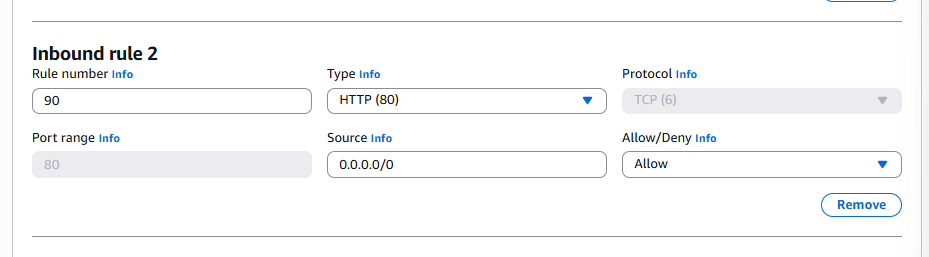 Inbound rule 2
Rule number Info
Type Info
Protocol Info
90
HTTP (80)
TCP (6)
Port range Info
Source Info
Allow/Deny Info
80
0.0.0.0/0
Allow
Remove